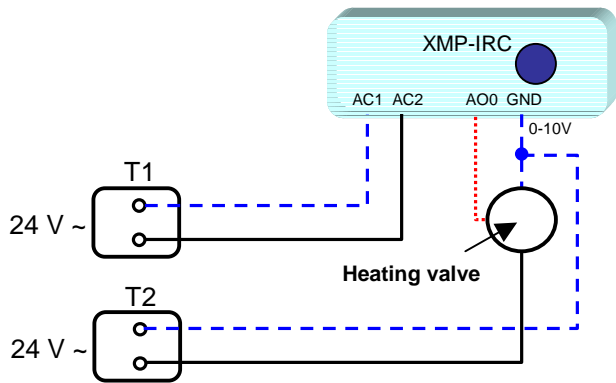 XMP-IRC
AC1 AC2 AO0 GND
0-10V
T1
24 V ~
Heating valve
T2
24 V ~